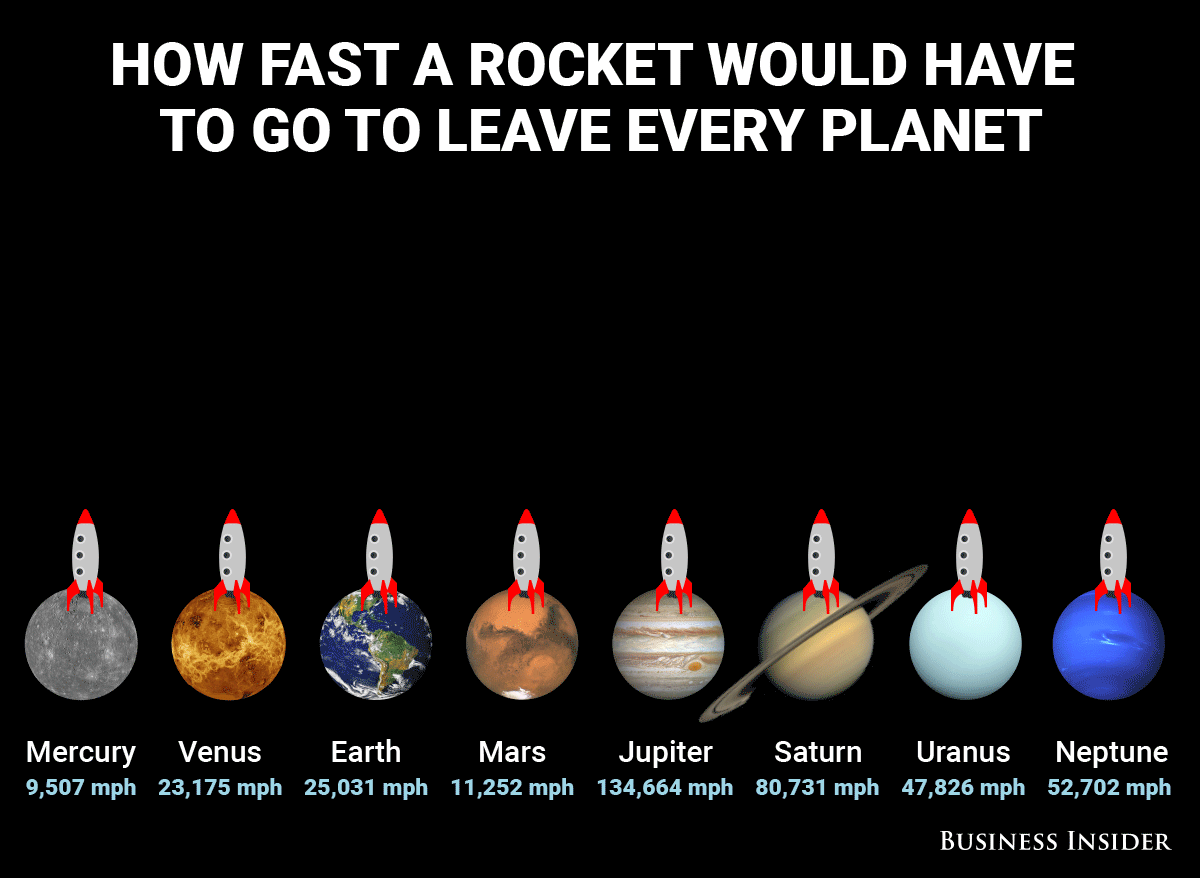 HOW FAST A ROCKET WOULD HAVE
TO GO TO LEAVE EVERY PLANET
Mercury Venus Earth Mars Jupiter Saturn Uranus Neptune
9,507 mph 23,175 mph 25,031 mph 11,252 mph 134,664 mph 80,731 mph 47,826 mph 52,702 mph
BUSINESS INSIDER